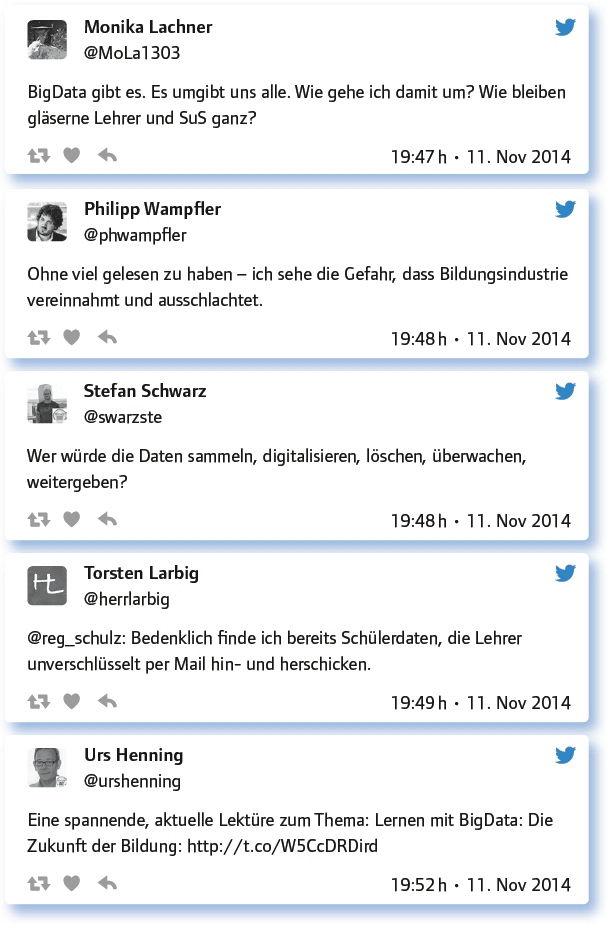 Monika Lachner
@MoLa1303
BigData gibt es. Es umgibt uns alle. Wie gehe ich damit um? Wie bleiben
gläserne Lehrer und SuS ganz?
19:47 h • 11. Nov 2014
Philipp Wampfler
@phwampfler
Ohne viel gelesen zu haben – ich sehe die Gefahr, dass Bildungsindustrie
vereinnahmt und ausschlachtet.
19:48 h • 11. Nov 2014
Stefan Schwarz
@swarzste
Wer würde die Daten sammeln, digitalisieren, löschen, überwachen,
weitergeben?
19:48 h • 11. Nov 2014
Torsten Larbig
@herrlarbig
@reg_schulz: Bedenklich finde ich bereits Schülerdaten, die Lehrer
unverschlüsselt per Mail hin- und herschicken.
19:49 h • 11. Nov 2014
Urs Henning
@urshenning
Eine spannende, aktuelle Lektüre zum Thema: Lernen mit BigData: Die
Zukunft der Bildung: http://t.co/W5CcDRDird
19:52 h • 11. Nov 2014